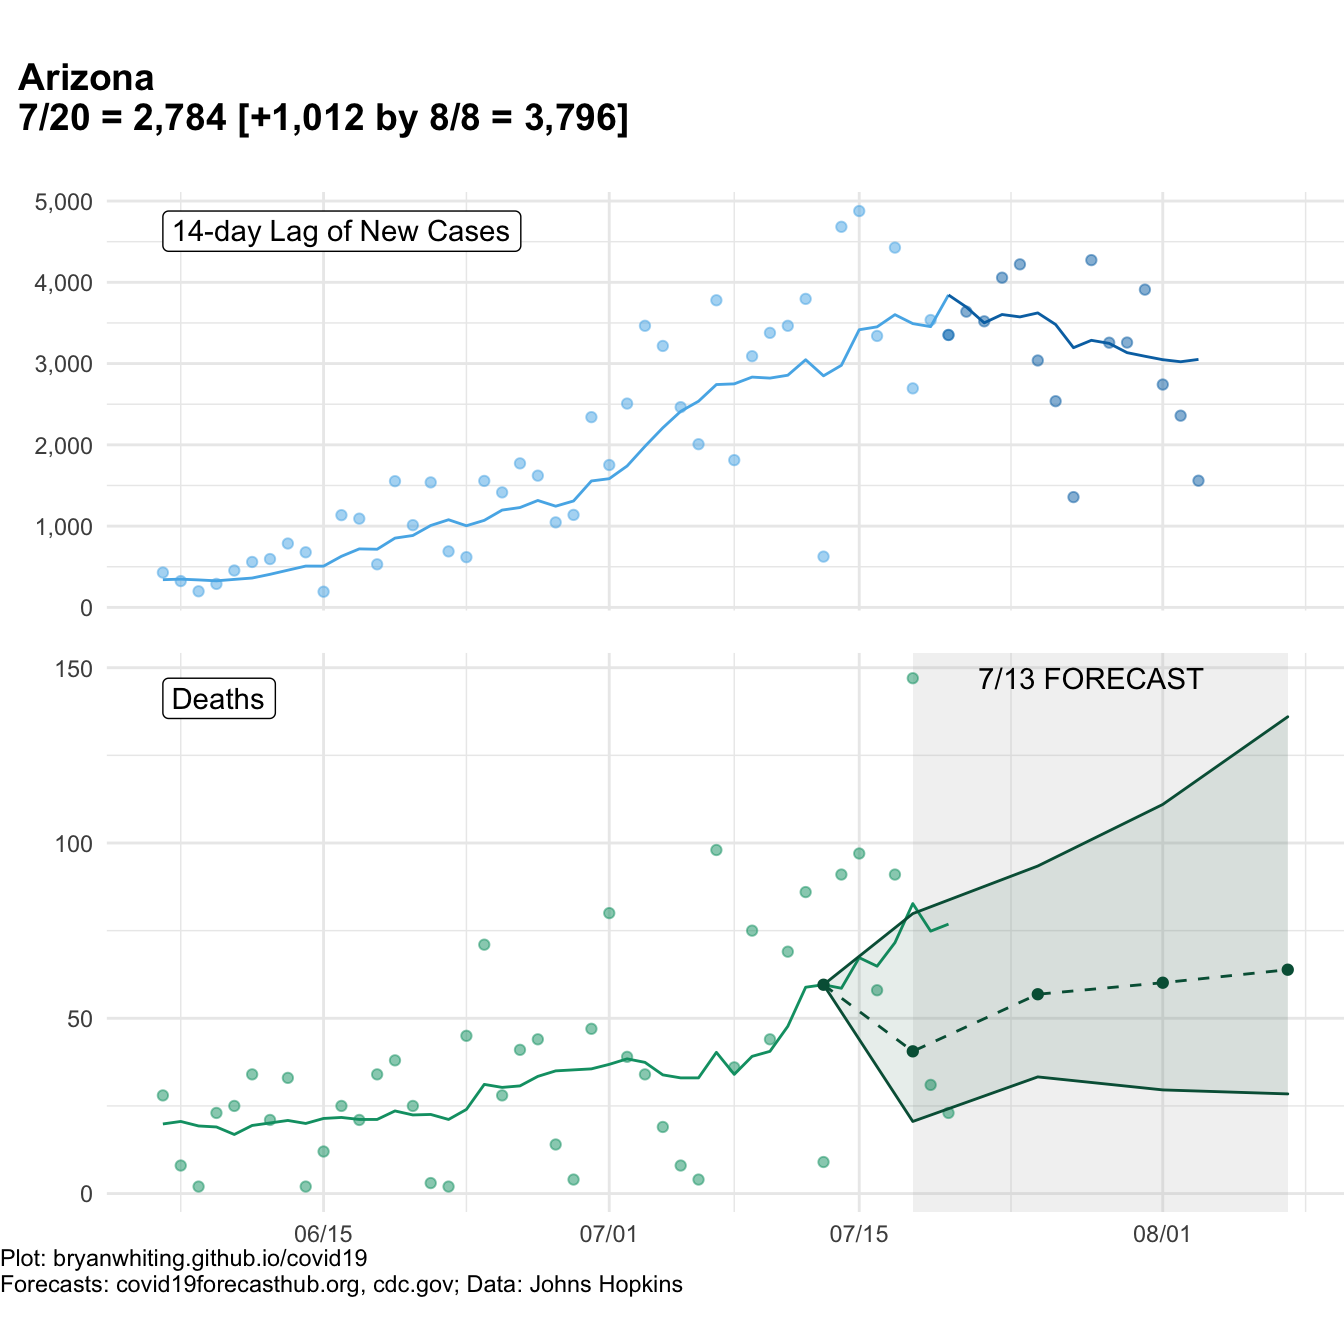 Arizona
7/20 = 2,784 [+1,012 by 8/8 = 3,796]
5,000
14-day Lag of New Cases
4,000
3,000
2,000
1,000
0
150
7/13 FORECAST
Deaths
100
50
0
06/15 07/01 07/15 08/01
Plot: bryanwhiting.github.io/covid19
Forecasts: covid19forecasthub.org, cdc.gov; Data: Johns Hopkins